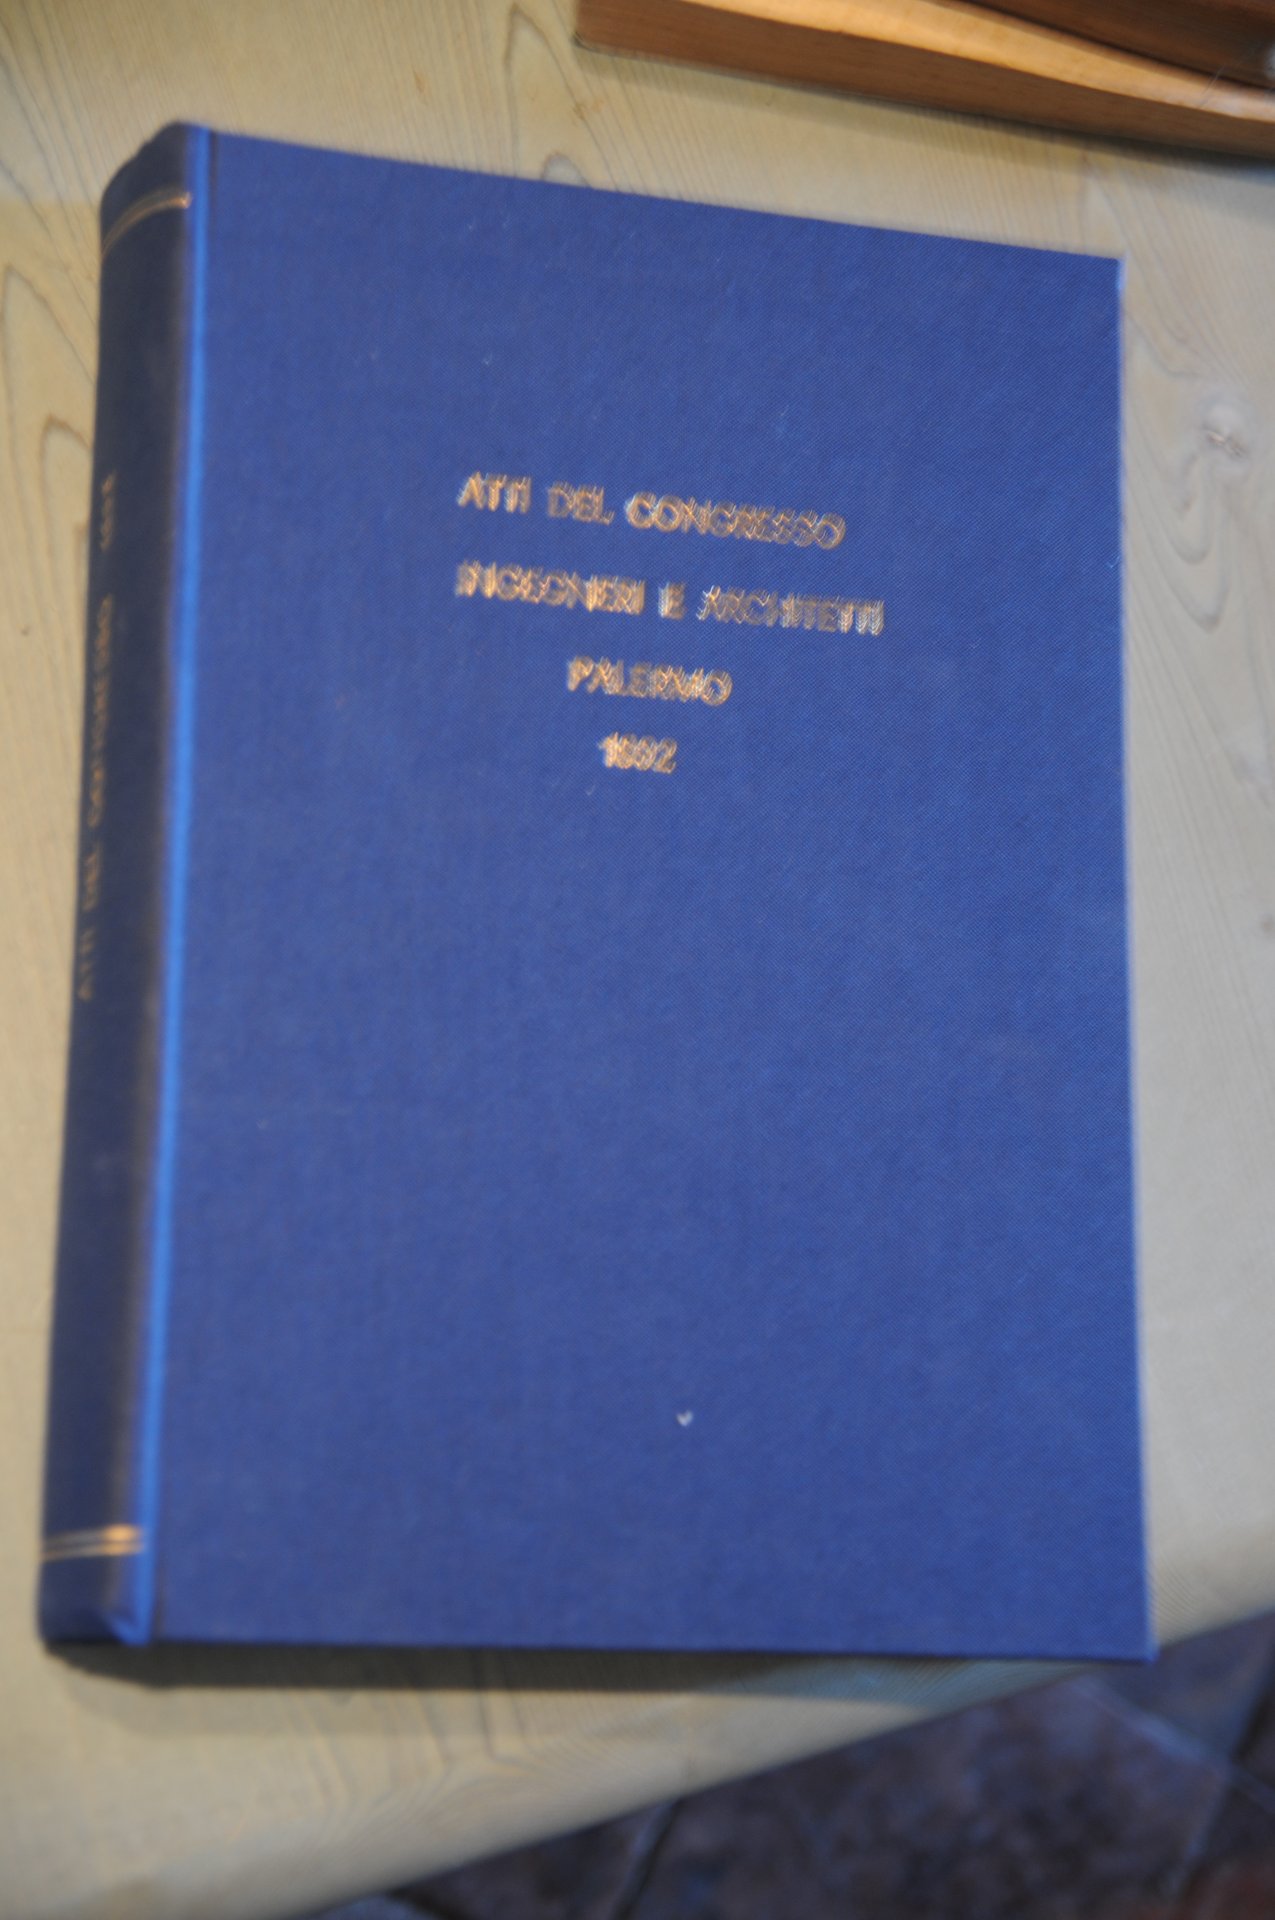 ATTI DEL CONGRESSO
INGEGNERI E ARCHITETTI
PALERMO
1892
ATTI DEL CONGRESSO